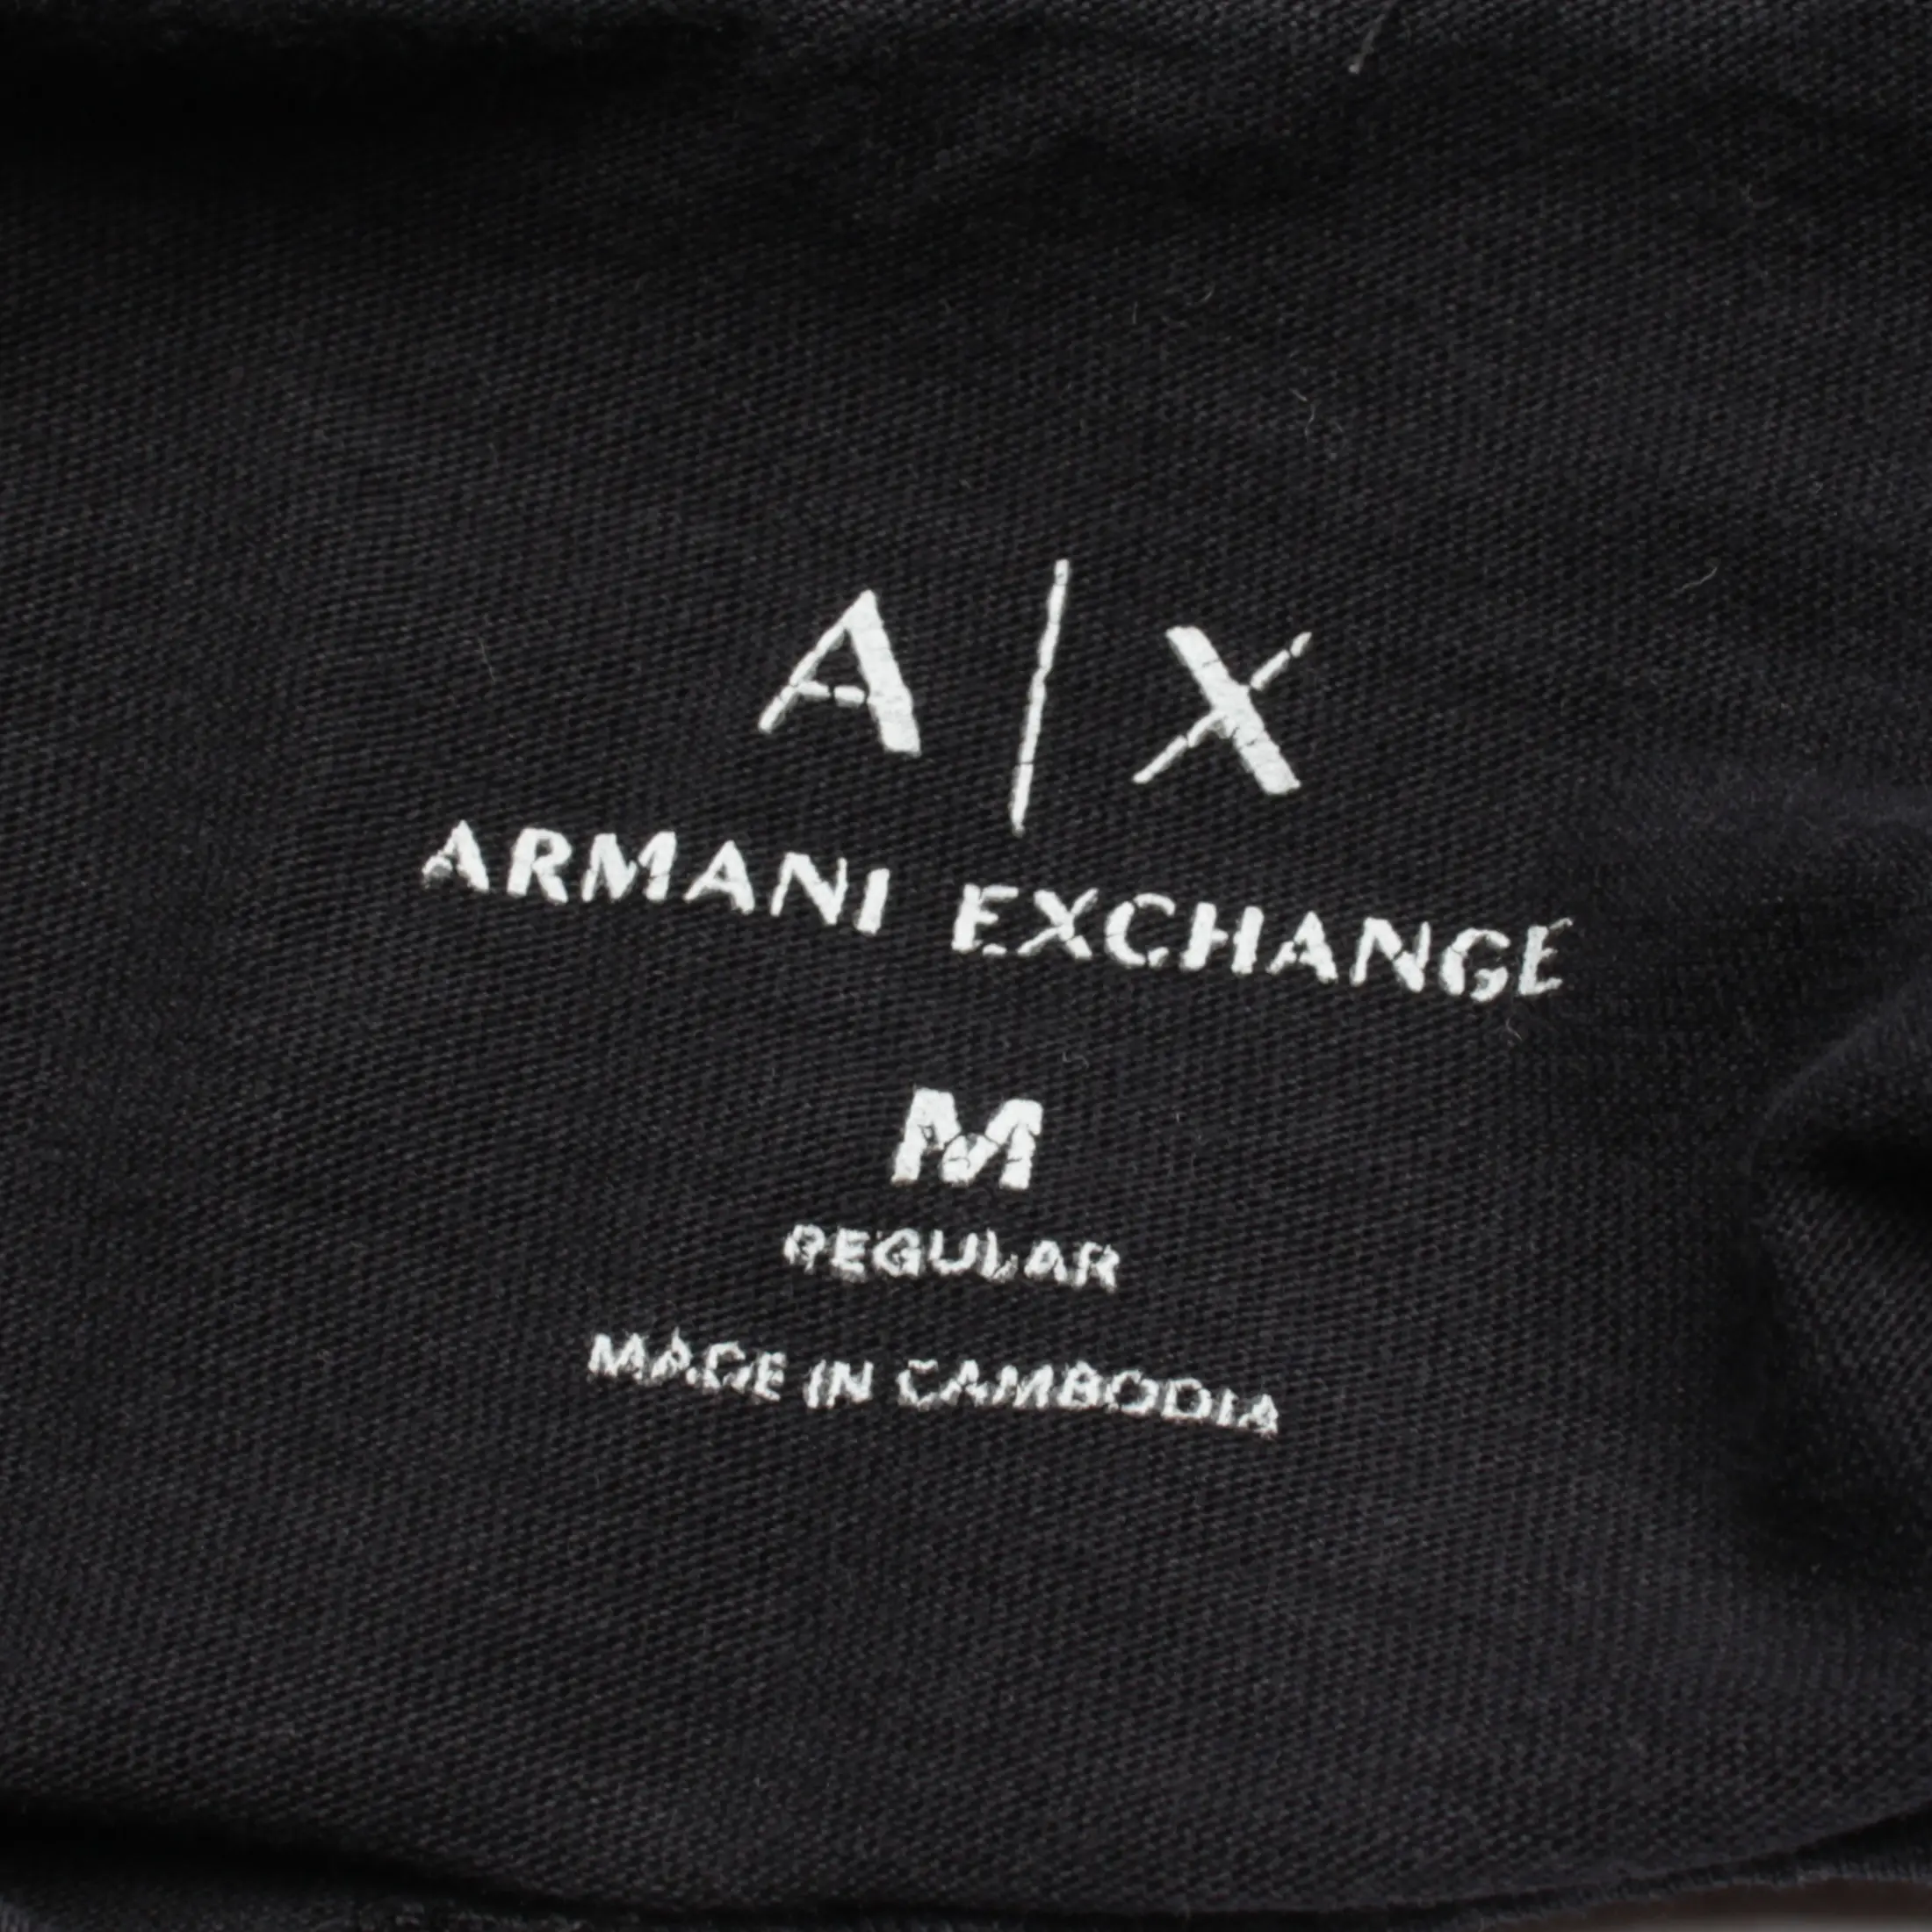 A|X
ARMANI EXCHANGE
M
REGULAR
MADE IN CAMBODIA